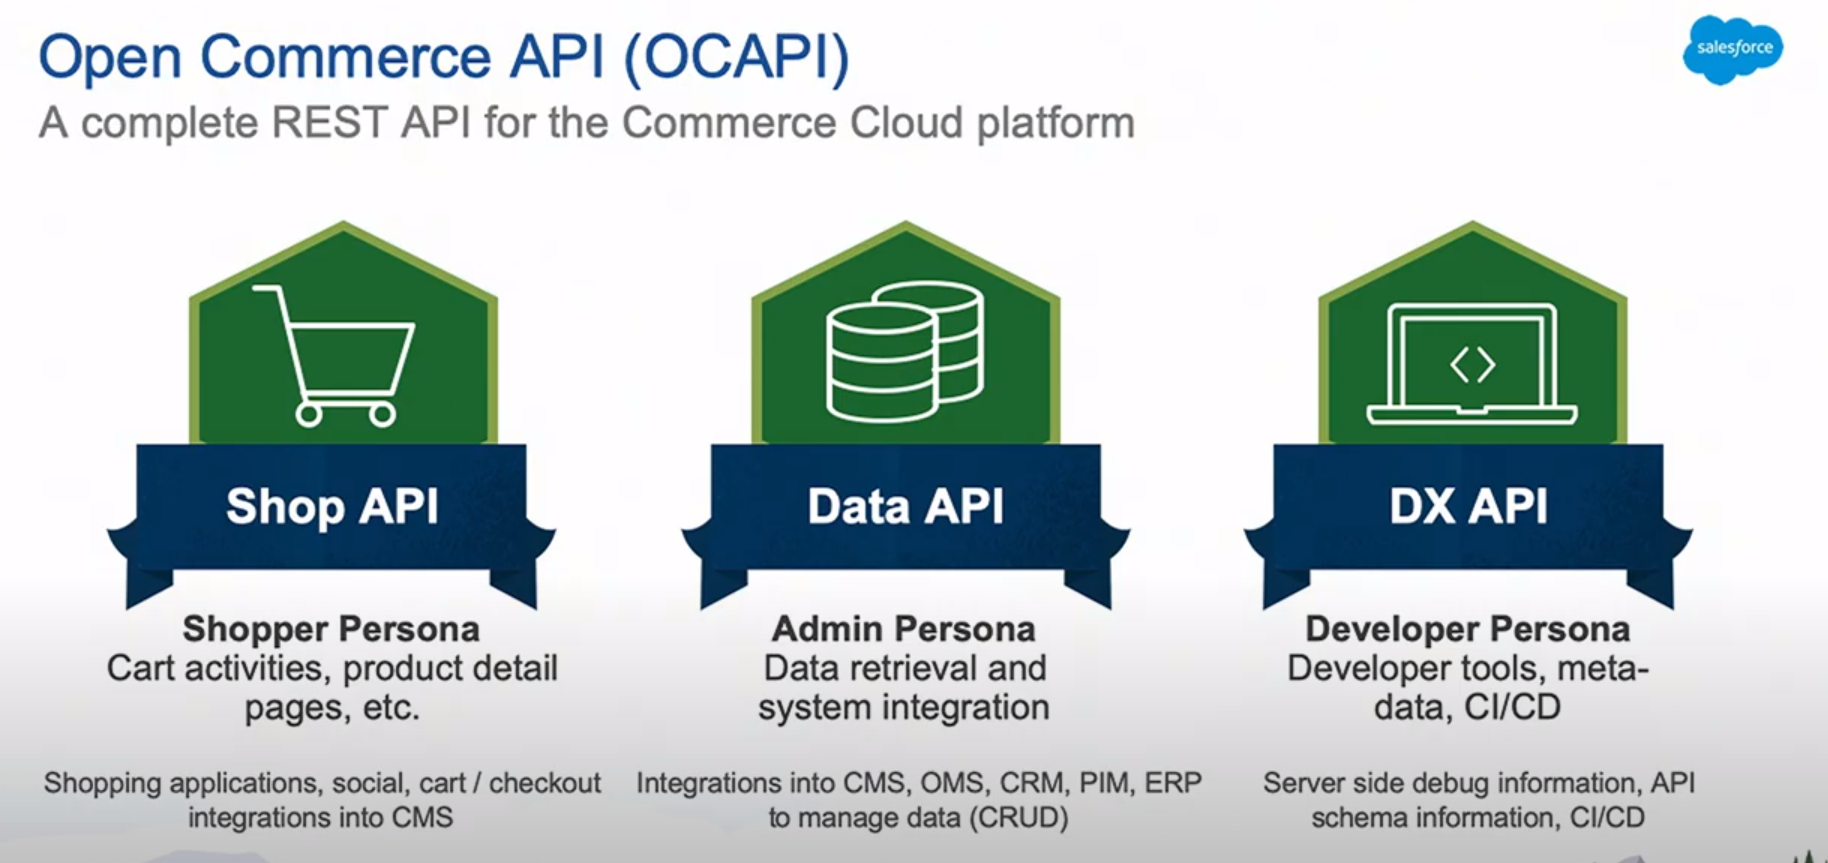 Open Commerce API (OCAPI)
salesforce
A complete REST API for the Commerce Cloud platform
Shop API
Shopper Persona
Cart activities, product detail
pages, etc.
Shopping applications, social, cart / checkout
integrations into CMS
Data API
Admin Persona
Data retrieval and
system integration
Integrations into CMS, OMS, CRM, PIM, ERP
to manage data (CRUD)
DX API
< >
Developer Persona
Developer tools, meta-
data, CI/CD
Server side debug information, API
schema information, CI/CD